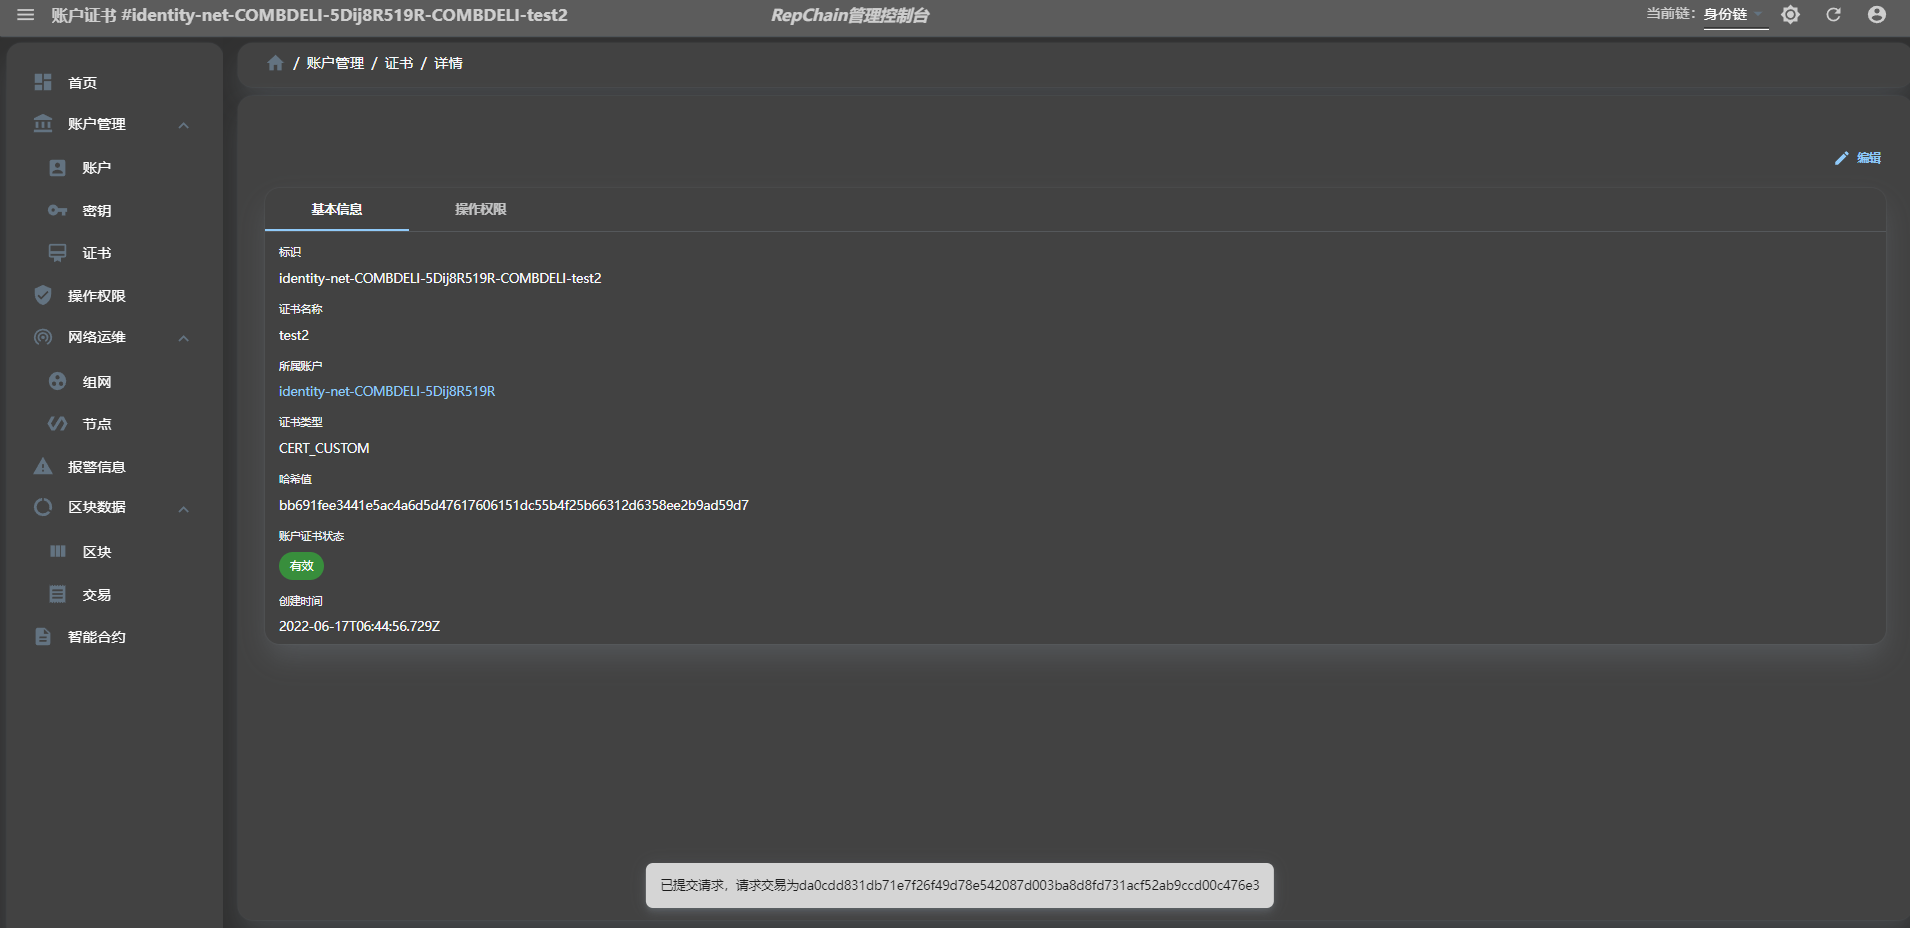 账户证书 #identity-net-COMBDELI-5Dij8R519R-COMBDELI-test2
RepChain管理控制台
当前链: 身份链
首页
账户管理
账户
密钥
证书
操作权限
网络运维
组网
节点
报警信息
区块数据
区块
交易
智能合约
/ 账户管理 / 证书 / 详情
编辑
基本信息 操作权限
标识
identity-net-COMBDELI-5Dij8R519R-COMBDELI-test2
证书名称
test2
所属账户
identity-net-COMBDELI-5Dij8R519R
证书类型
CERT_CUSTOM
哈希值
bb691fee3441e5ac4a6d5d47617606151dc55b4f25b66312d6358ee2b9ad59d7
账户证书状态
有效
创建时间
2022-06-17T06:44:56.729Z
已提交请求，请求交易为da0cdd831db71e7f26f49d78e542087d003ba8d8fd731acf52ab9ccd00c476e3